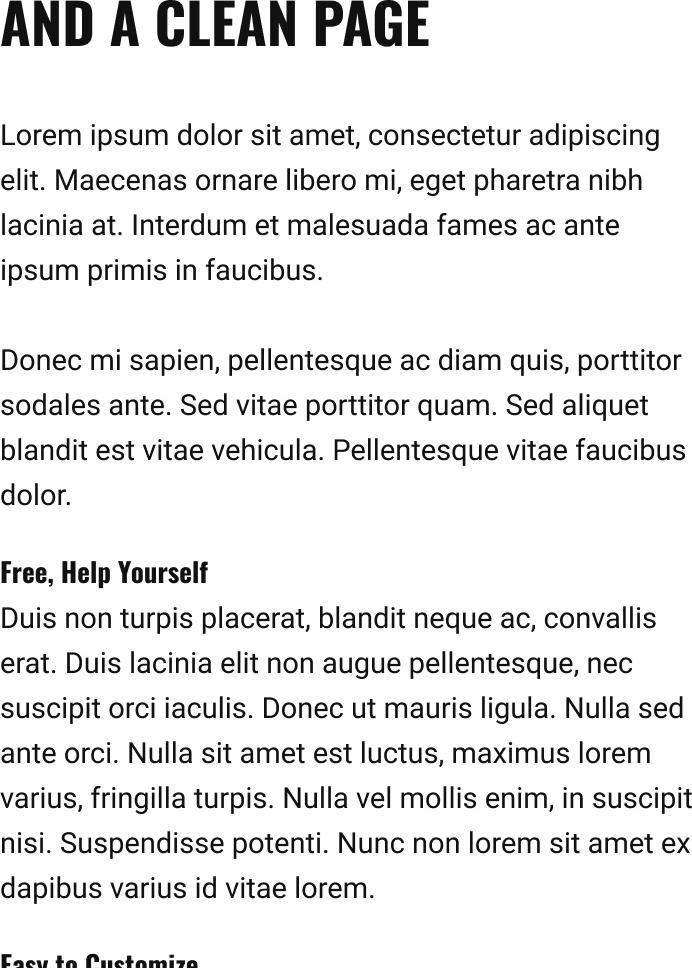 AND A CLEAN PAGE
Lorem ipsum dolor sit amet, consectetur adipiscing
elit. Maecenas ornare libero mi, eget pharetra nibh
lacinia at. Interdum et malesuada fames ac ante
ipsum primis in faucibus.
Donec mi sapien, pellentesque ac diam quis, porttitor
sodales ante. Sed vitae porttitor quam. Sed aliquet
blandit est vitae vehicula. Pellentesque vitae faucibus
dolor.
Free, Help Yourself
Duis non turpis placerat, blandit neque ac, convallis
erat. Duis lacinia elit non augue pellentesque, nec
suscipit orci iaculis. Donec ut mauris ligula. Nulla sed
ante orci. Nulla sit amet est luctus, maximus lorem
varius, fringilla turpis. Nulla vel mollis enim, in suscipit
nisi. Suspendisse potenti. Nunc non lorem sit amet ex
dapibus varius id vitae lorem.
Easy to Customize